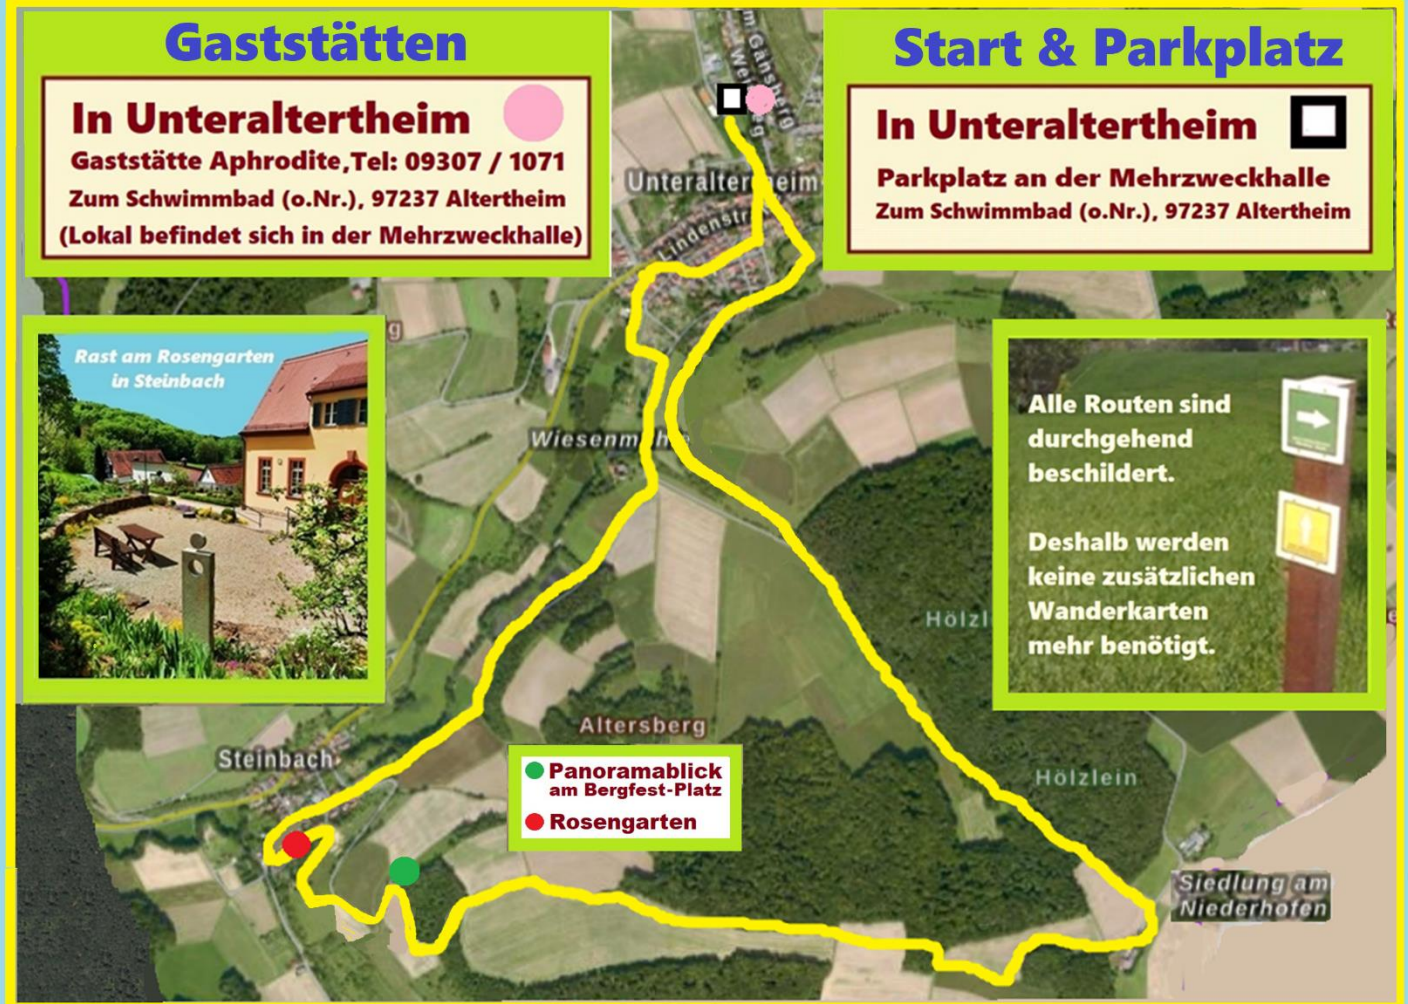 Gaststätten
In Unteraltertheim
Gaststätte Aphrodite,Tel: 09307 / 1071
Zum Schwimmbad (o.Nr.), 97237 Altertheim
(Lokal befindet sich in der Mehrzweckhalle)
Start & Parkplatz
In Unteraltertheim
Parkplatz an der Mehrzweckhalle
Zum Schwimmbad (o.Nr.), 97237 Altertheim
Lindenstr
Rast am Rosengarten
in Steinbach
Alle Routen sind
durchgehend
beschildert.
Deshalb werden
keine zusätzlichen
Wanderkarten
mehr benötigt.
Altersberg
Steinbach
Panoramablick
am Bergfest-Platz
Rosengarten
Hölzl
Hölzlein
Siedlung am
Niederhofen